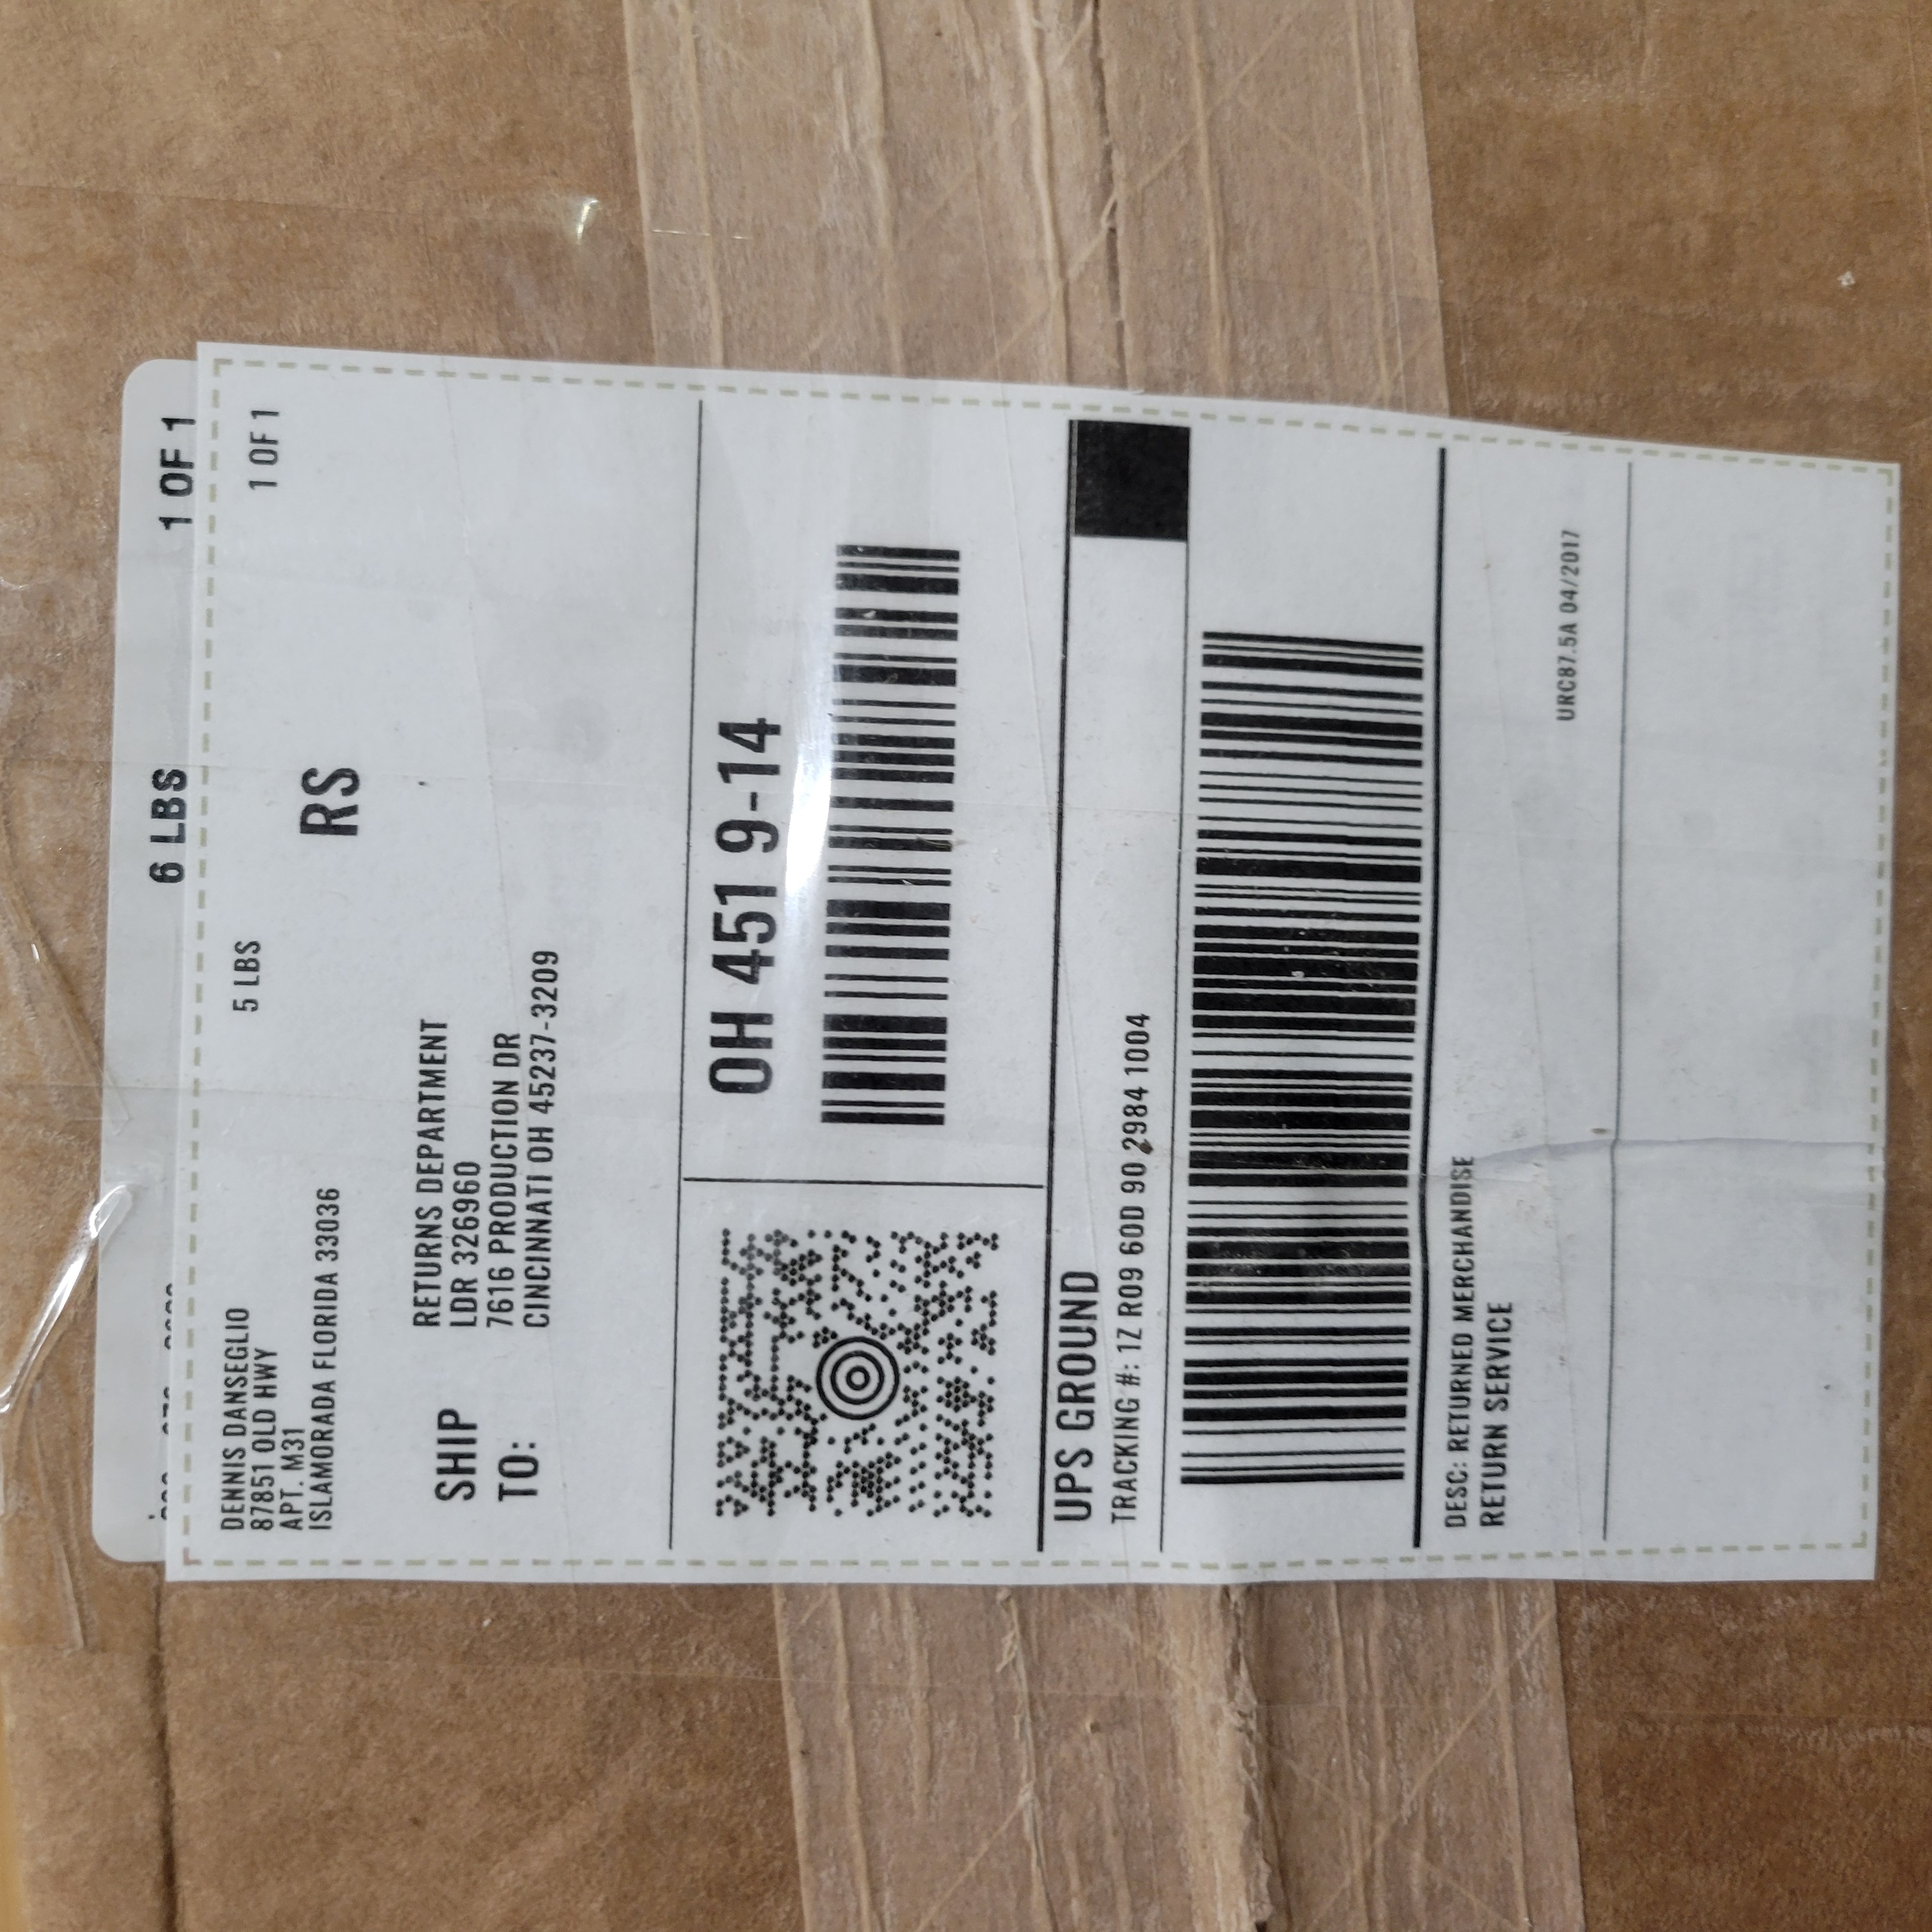 6 LBS
1 OF 1
DENNIS DANSEGLIO
87851 OLD HWY
APT. M31
ISLAMORADA FLORIDA 33036
5 LBS
1 OF 1
RS
SHIP
TO:
RETURNS DEPARTMENT
LDR 326960
7616 PRODUCTION DR
CINCINNATI OH 45237-3209
OH 451 9-14
UPS GROUND
TRACKING #: 1Z R09 60D 90 2984 1004
DESC: RETURNED MERCHANDISE
RETURN SERVICE
URC87.5A 04/2017